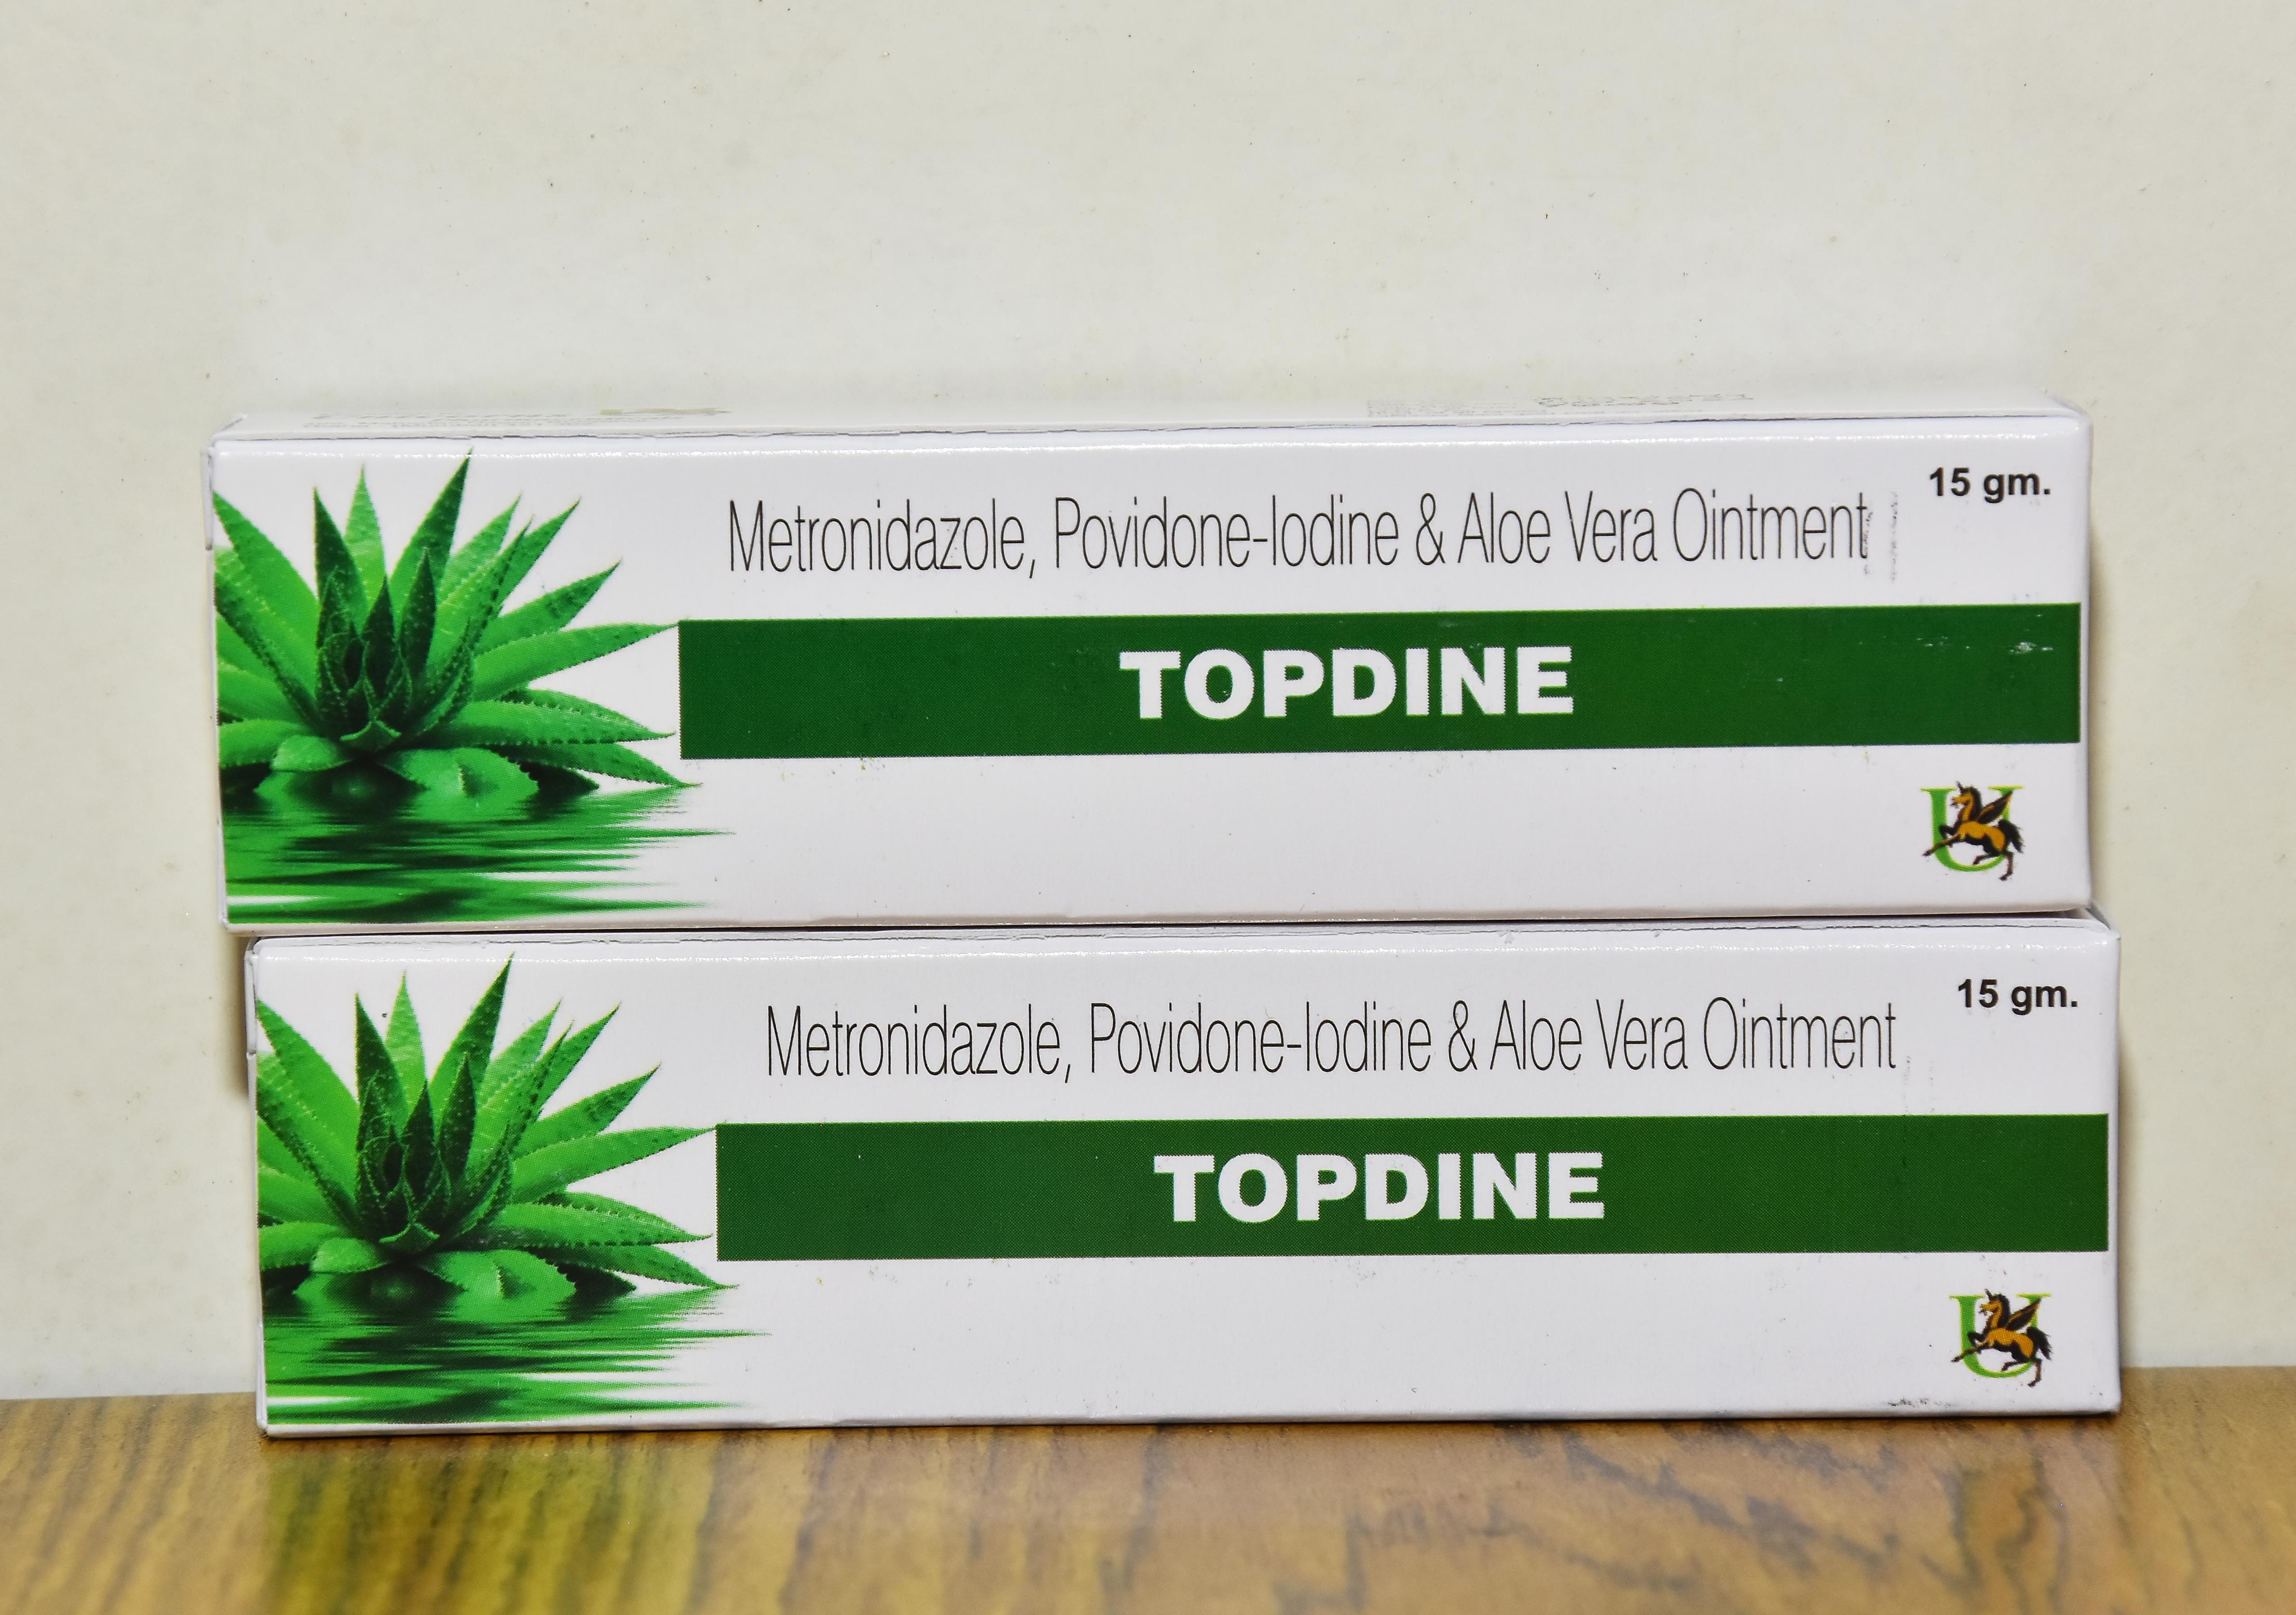 Metronidazole, Povidone-Iodine & Aloe Vera Ointment
15 gm.
TOPDINE
U
Metronidazole, Povidone-Iodine & Aloe Vera Ointment
15 gm.
TOPDINE
U